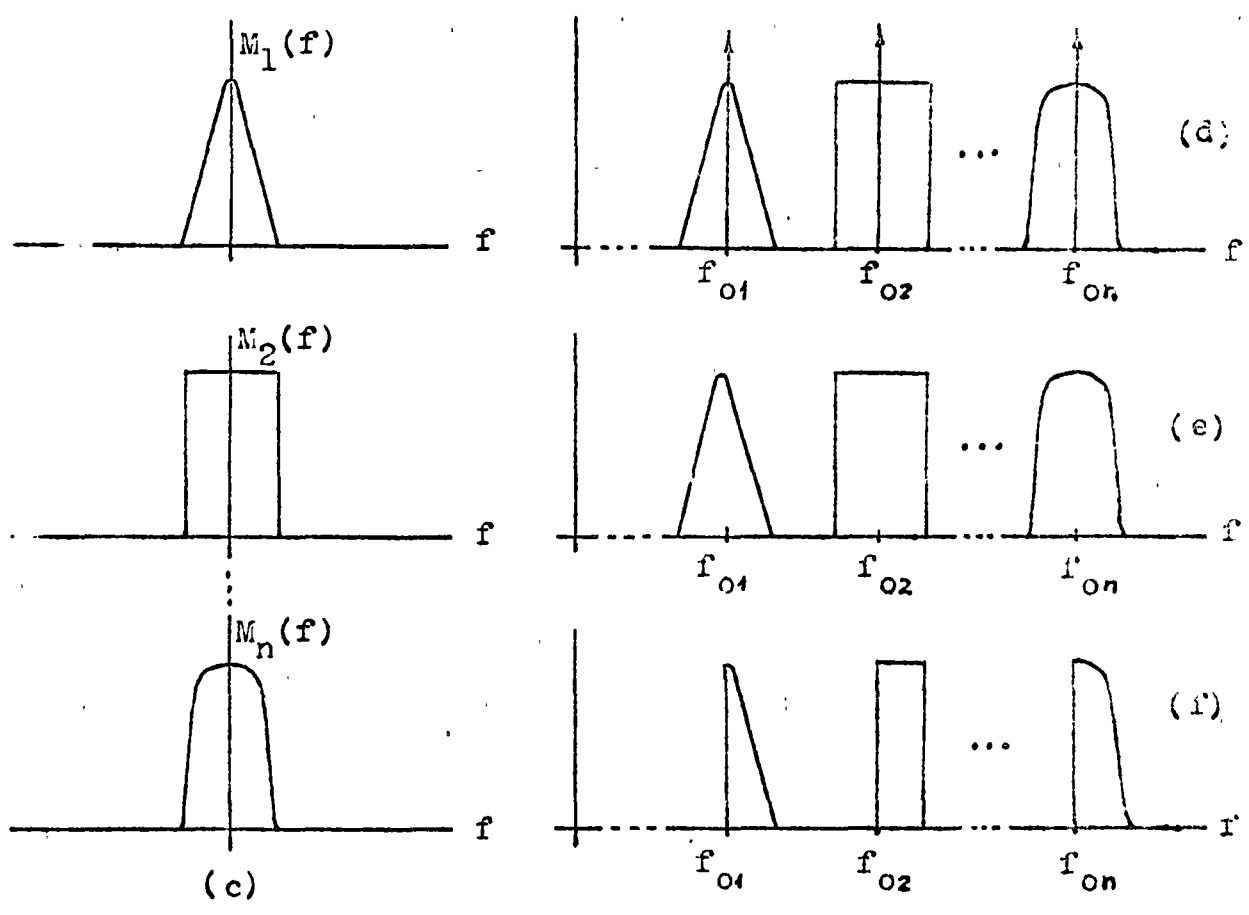 M1(f)
f
(c)
M2(f)
f
Mn(f)
f
f01 f02 ... f0n f
(d)
f01 f02 ... f0n f
(e)
f01 f02 ... f0n f
(f)